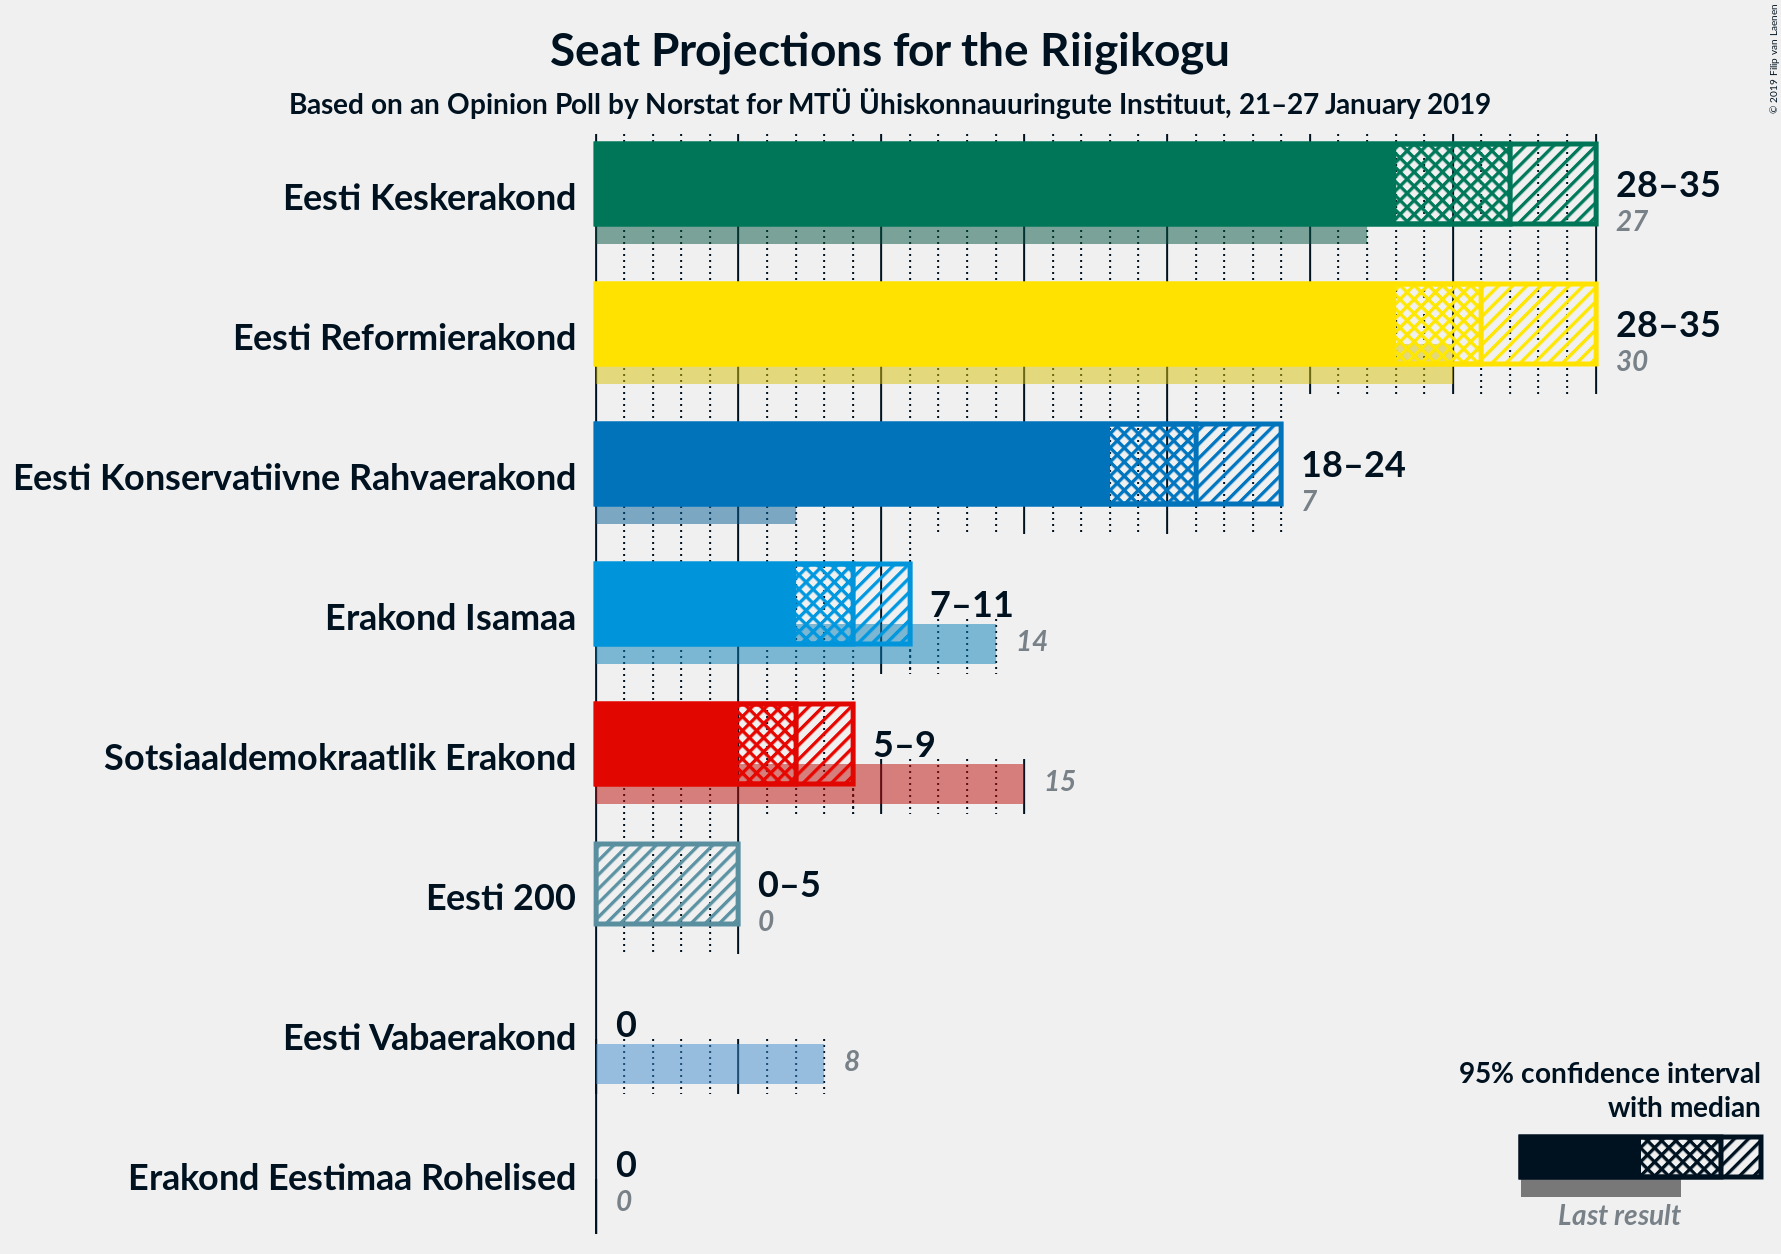 Seat Projections for the Riigikogu
Based on an Opinion Poll by Norstat for MTÜ Ühiskonnauuringute Instituut, 21–27 January 2019
© 2019 Filip van Laenen
Eesti Keskerakond
28–35
27
Eesti Reformierakond
28–35
30
Eesti Konservatiivne Rahvaerakond
18–24
7
Erakond Isamaa
7–11
14
Sotsiaaldemokraatlik Erakond
5–9
15
Eesti 200
0–5
0
Eesti Vabaerakond
0
8
Erakond Eestimaa Rohelised
0
0
95% confidence interval
with median
Last result